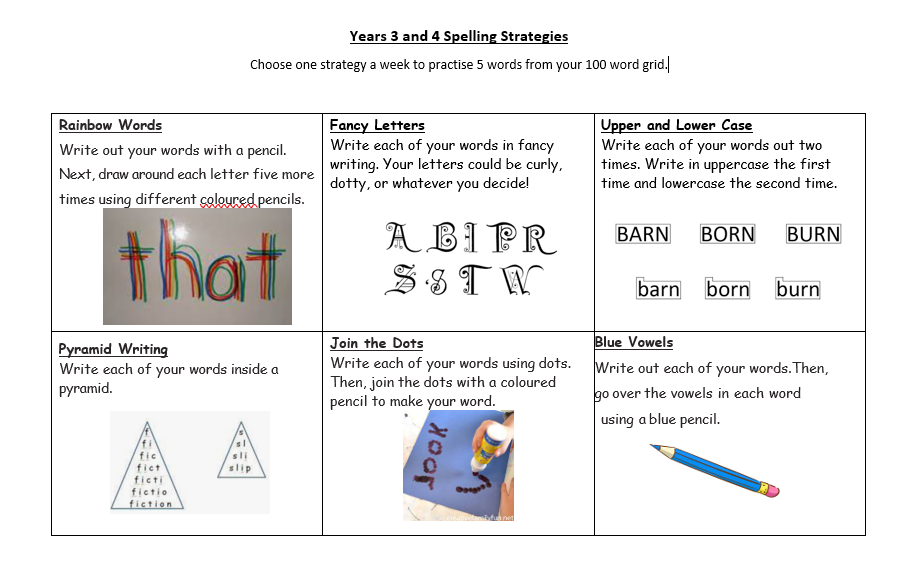 Years 3 and 4 Spelling Strategies
Choose one strategy a week to practise 5 words from your 100 word grid.
Rainbow Words
Write out your words with a pencil.
Next, draw around each letter five more
times using different coloured pencils.
that
Fancy Letters
Write each of your words in fancy
writing. Your letters could be curly,
dotty, or whatever you decide!
A B I P R
S s T W
Upper and Lower Case
Write each of your words out two
times. Write in uppercase the first
time and lowercase the second time.
BARN BORN BURN
barn born burn
Pyramid Writing
Write each of your words inside a
pyramid.
f
fi
fic
fict
ficti
fictio
fiction
s
sl
sli
slip
Join the Dots
Write each of your words using dots.
Then, join the dots with a coloured
pencil to make your word.
look
Blue Vowels
Write out each of your words.Then,
go over the vowels in each word
using a blue pencil.